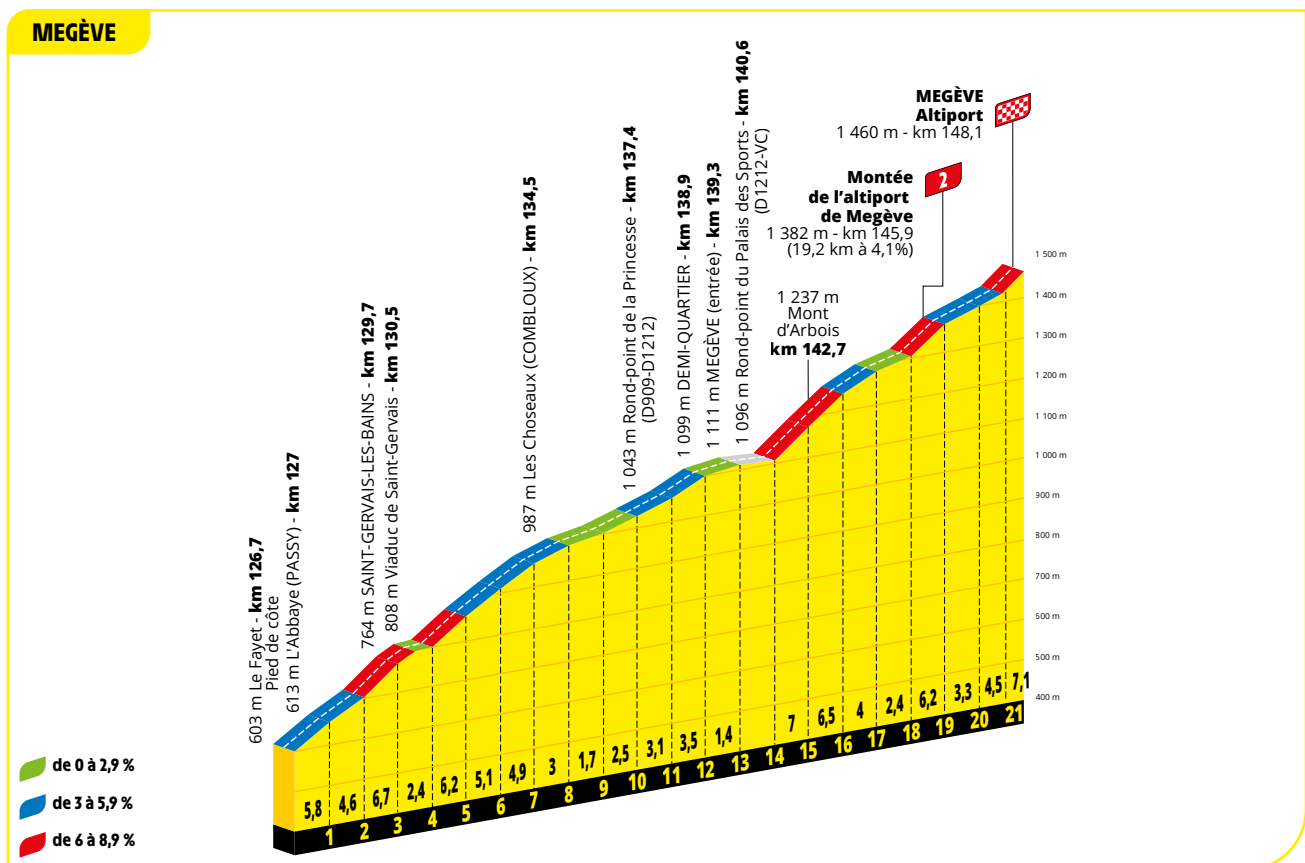 MEGÈVE
603 m Le Fayet - km 126,7
Pied de côte
613 m L'Abbaye (PASSY) - km 127
764 m SAINT-GERVAIS-LES-BAINS - km 129,7
808 m Viaduc de Saint-Gervais - km 130,5
987 m Les Choseaux (COMBLOUX) - km 134,5
1 043 m Rond-point de la Princesse - km 137,4
(D909-D1212)
1 099 m DEMI-QUARTIER - km 138,9
1 111 m MEGÈVE (entrée) - km 139,3
1 096 m Rond-point du Palais des Sports - km 140,6
(D1212-VC)
1 237 m
Mont
d'Arbois
km 142,7
2
Montée
de l'altiport
de Megève
1 382 m - km 145,9
(19,2 km à 4,1%)
MEGÈVE
Altiport
1 460 m - km 148,1
1 500 m
1 400 m
1 300 m
1 200 m
1 100 m
1 000 m
900 m
800 m
700 m
600 m
500 m
400 m
5,8 4,6 6,7 2,4 6,2 5,1 4,9 3 1,7 2,5 3,1 3,5 1,4 7 6,5 4 2,4 6,2 3,3 4,5 7,1
1 2 3 4 5 6 7 8 9 10 11 12 13 14 15 16 17 18 19 20 21
de 0 à 2,9 %
de 3 à 5,9 %
de 6 à 8,9 %